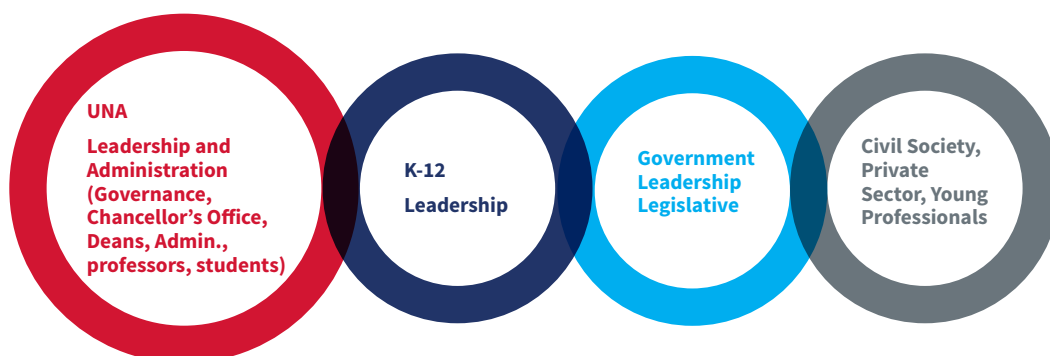 UNA
Leadership and
Administration
(Governance,
Chancellor’s Office,
Deans, Admin.,
professors, students)
K-12
Leadership
Government
Leadership
Legislative
Civil Society,
Private
Sector, Young
Professionals